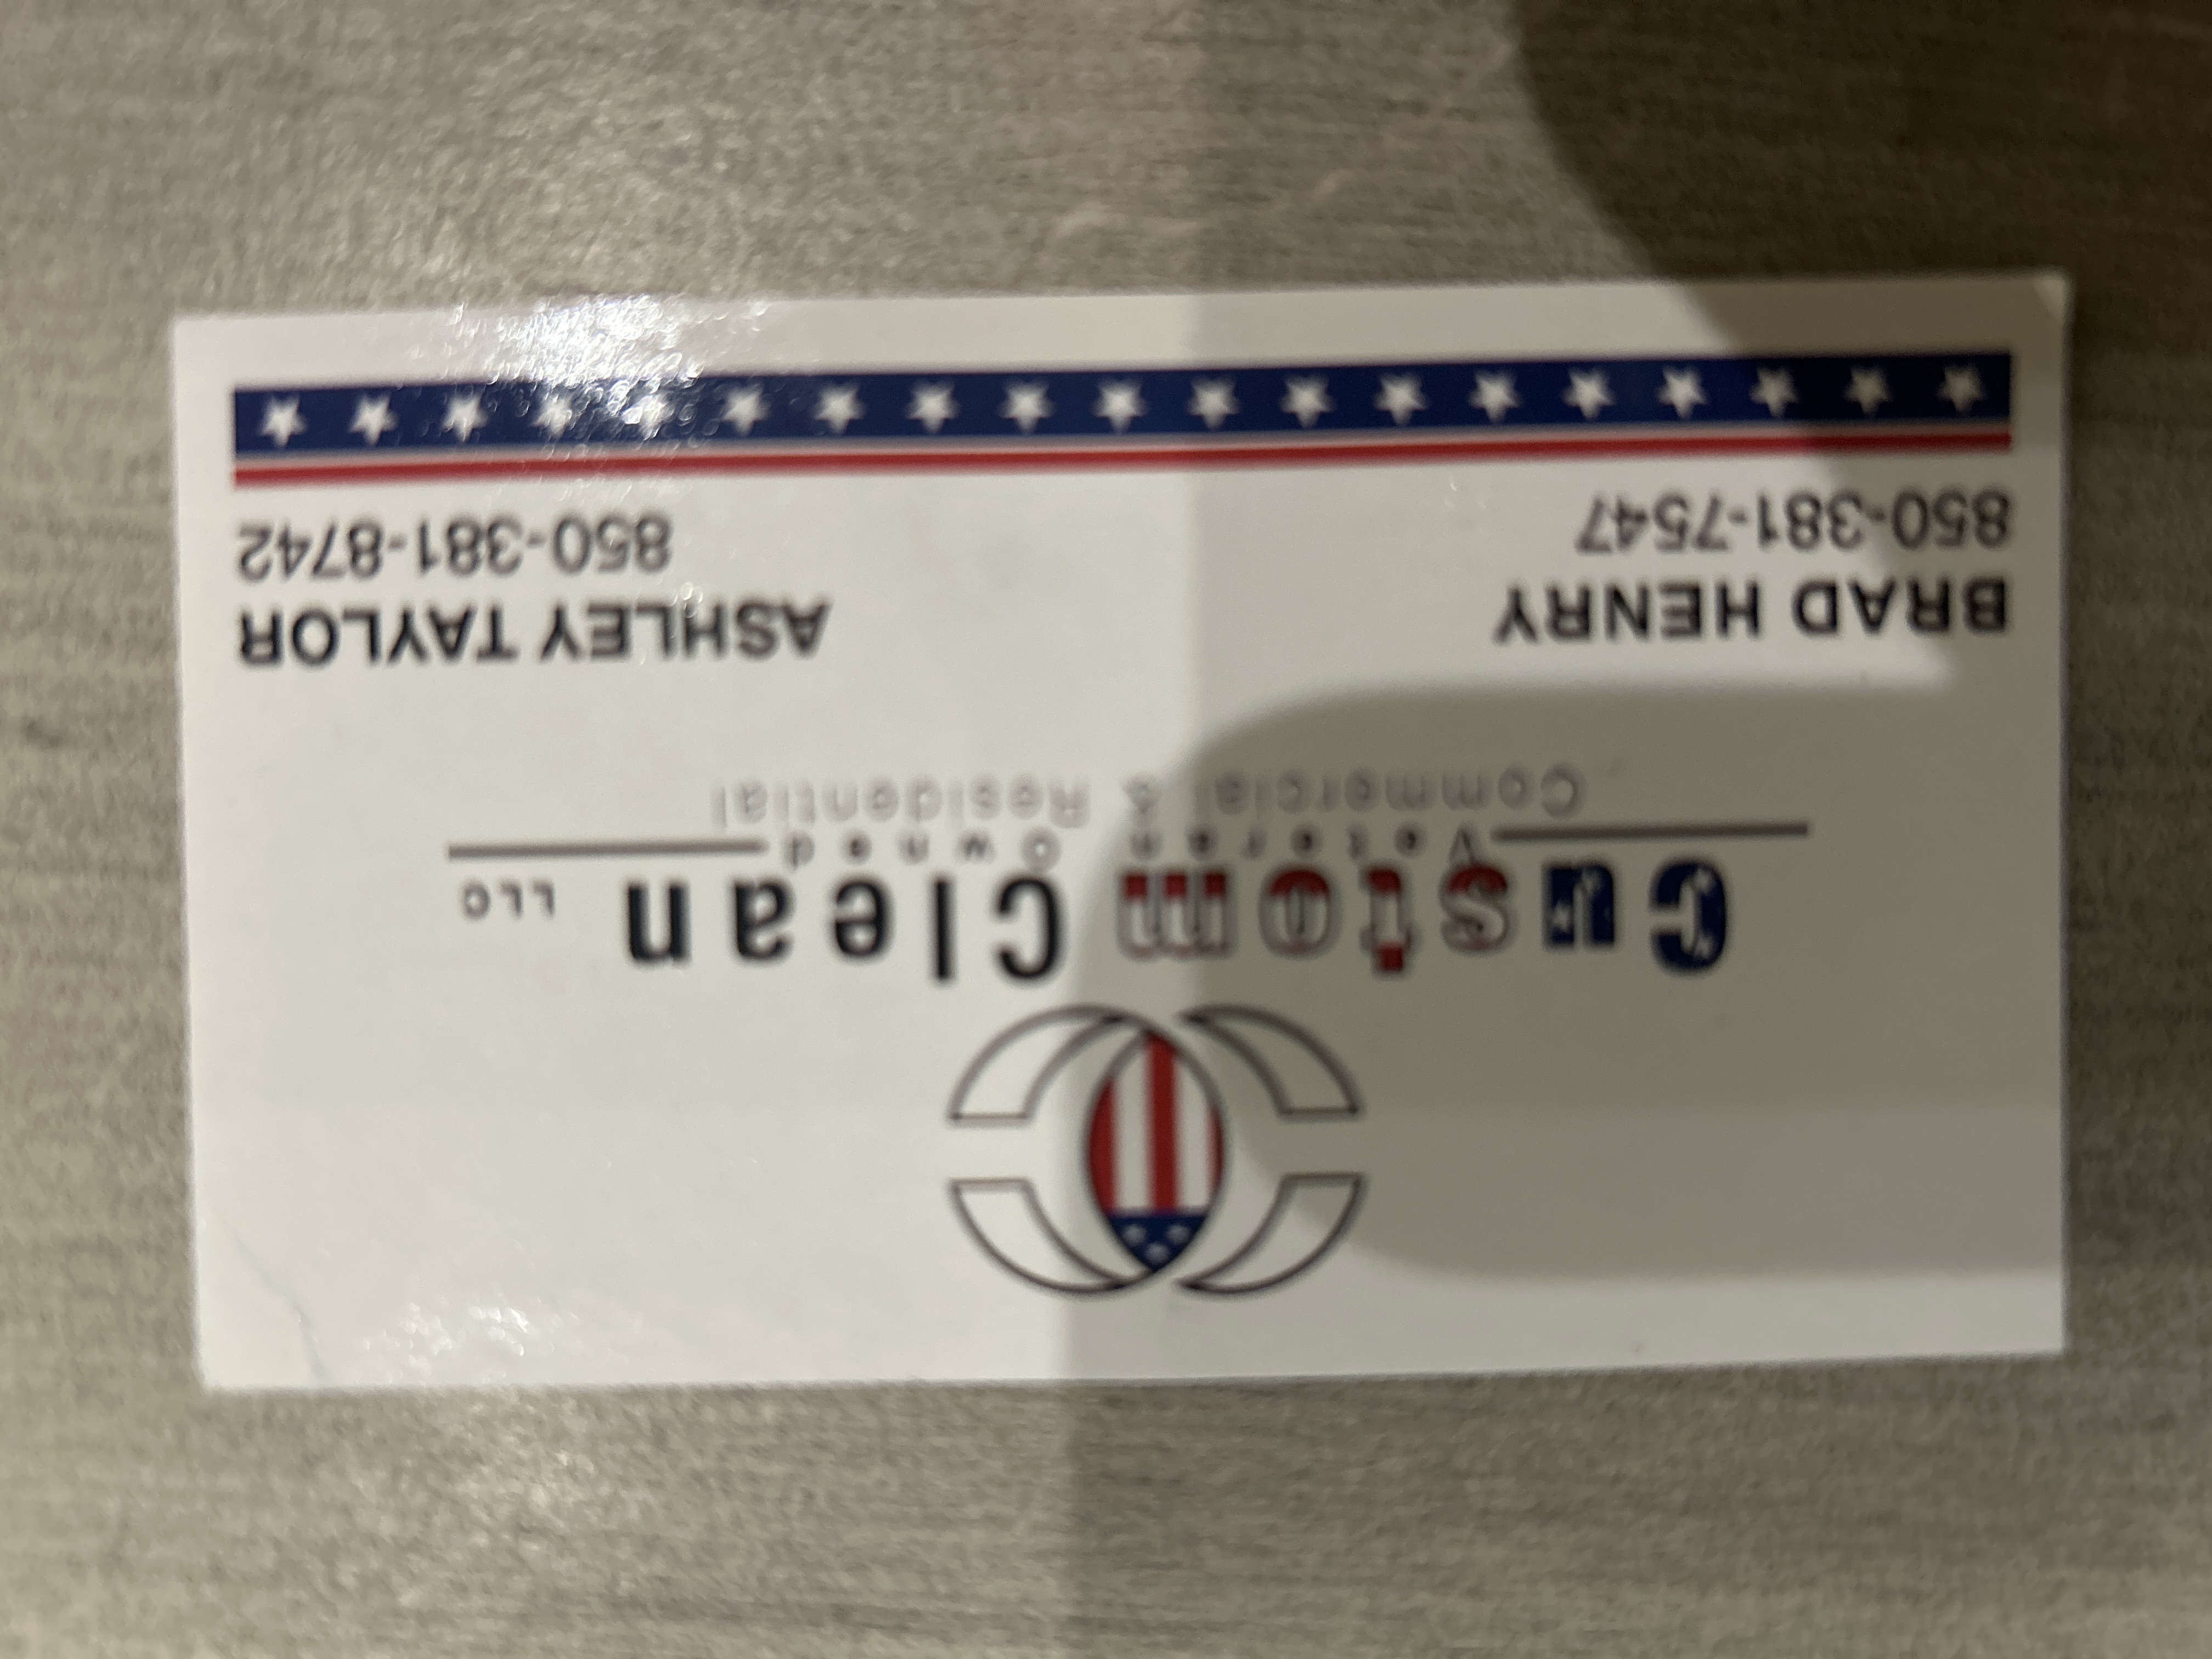 Custom Clean LLC
Veteran Owned
Commercial & Residential
BRAD HENRY
850-381-7547
ASHLEY TAYLOR
850-381-8742